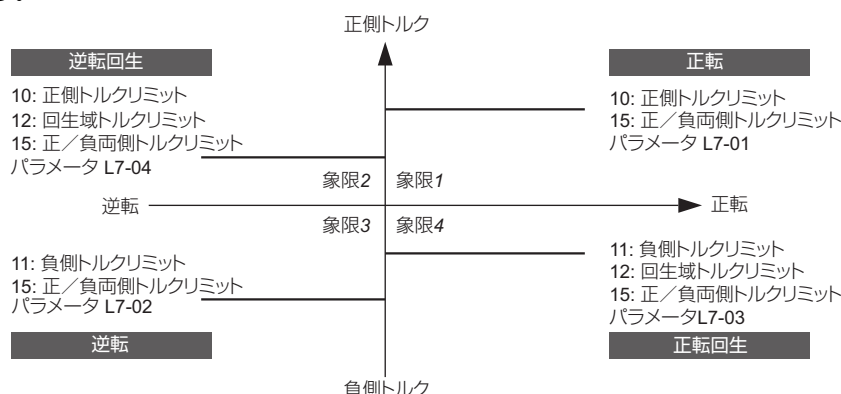 正側トルク
逆転回生
10: 正側トルクリミット
12: 回生域トルクリミット
15: 正／負両側トルクリミット
パラメータ L7-04
正転
10: 正側トルクリミット
15: 正／負両側トルクリミット
パラメータ L7-01
象限2
象限1
逆転
正転
象限3
象限4
11: 負側トルクリミット
15: 正／負両側トルクリミット
パラメータ L7-02
逆転
11: 負側トルクリミット
12: 回生域トルクリミット
15: 正／負両側トルクリミット
パラメータL7-03
正転回生
負側トルク